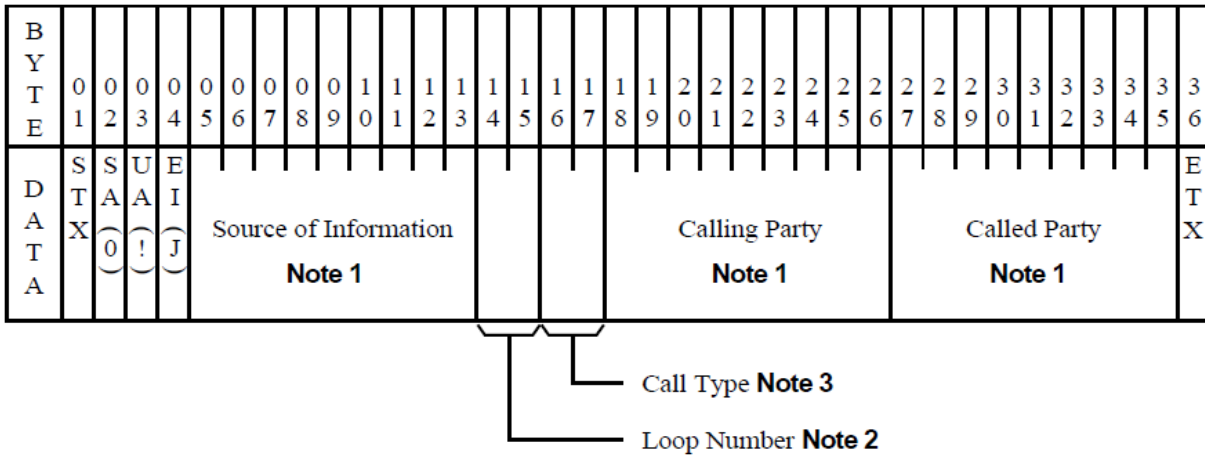 BYTE 01 02 03 04 05 06 07 08 09 10 11 12 13 14 15 16 17 18 19 20 21 22 23 24 25 26 27 28 29 30 31 32 33 34 35 36
DATA STX SA(0) UA(!) EI(J) ETX
Source of Information Calling Party Called Party
Note 1 Note 1 Note 1
Call Type Note 3
Loop Number Note 2